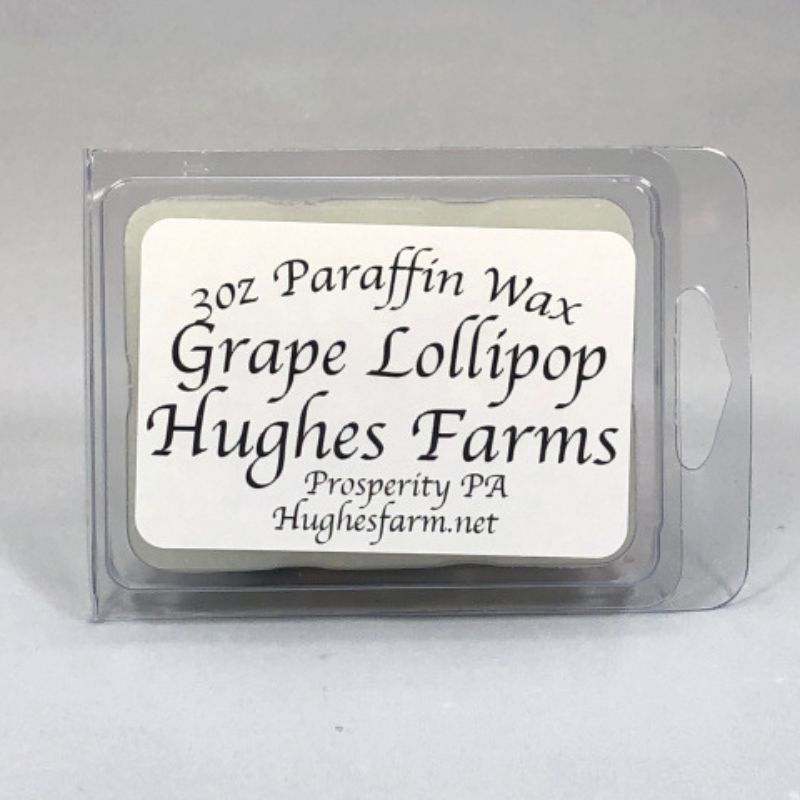 3oz Paraffin Wax
Grape Lollipop
Hughes Farms
Prosperity PA
Hughesfarm.net